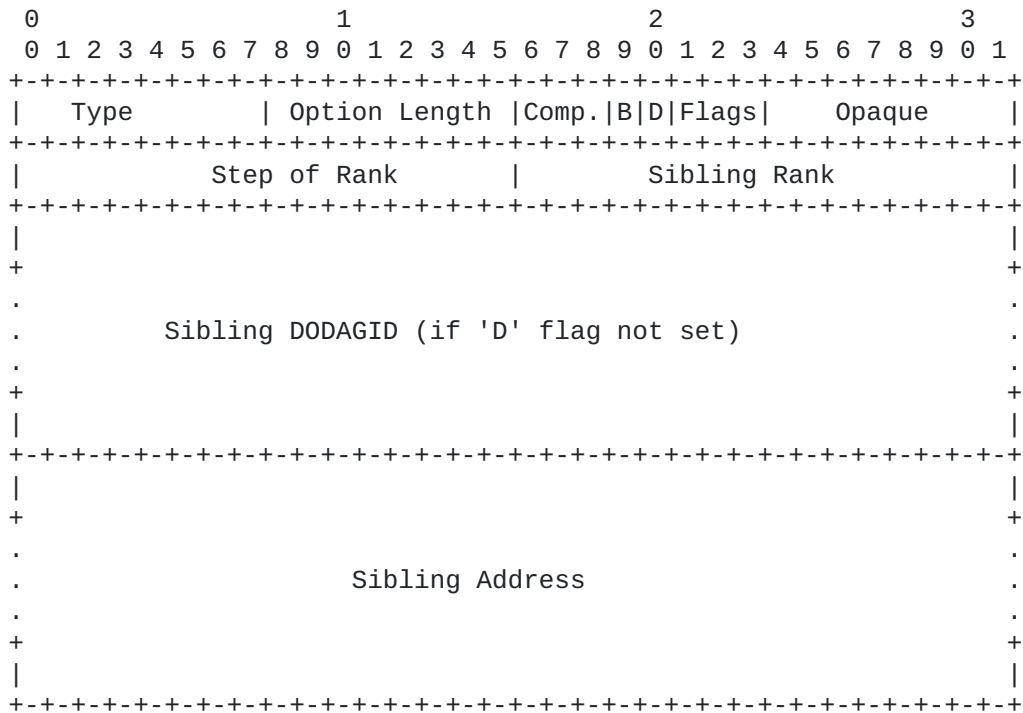 0                   1                   2                   3
 0 1 2 3 4 5 6 7 8 9 0 1 2 3 4 5 6 7 8 9 0 1 2 3 4 5 6 7 8 9 0 1
+-+-+-+-+-+-+-+-+-+-+-+-+-+-+-+-+-+-+-+-+-+-+-+-+-+-+-+-+-+-+-+-+
|   Type        | Option Length |Comp.|B|D|Flags|    Opaque     |
+-+-+-+-+-+-+-+-+-+-+-+-+-+-+-+-+-+-+-+-+-+-+-+-+-+-+-+-+-+-+-+-+
|            Step of Rank       |        Sibling Rank           |
+-+-+-+-+-+-+-+-+-+-+-+-+-+-+-+-+-+-+-+-+-+-+-+-+-+-+-+-+-+-+-+-+
|                                                               |
+                                                               +
.                                                               .
.         Sibling DODAGID (if 'D' flag not set)                 .
.                                                               .
+                                                               +
|                                                               |
+-+-+-+-+-+-+-+-+-+-+-+-+-+-+-+-+-+-+-+-+-+-+-+-+-+-+-+-+-+-+-+-+
|                                                               |
+                                                               +
.                                                               .
.                     Sibling Address                           .
.                                                               .
+                                                               +
|                                                               |
+-+-+-+-+-+-+-+-+-+-+-+-+-+-+-+-+-+-+-+-+-+-+-+-+-+-+-+-+-+-+-+-+